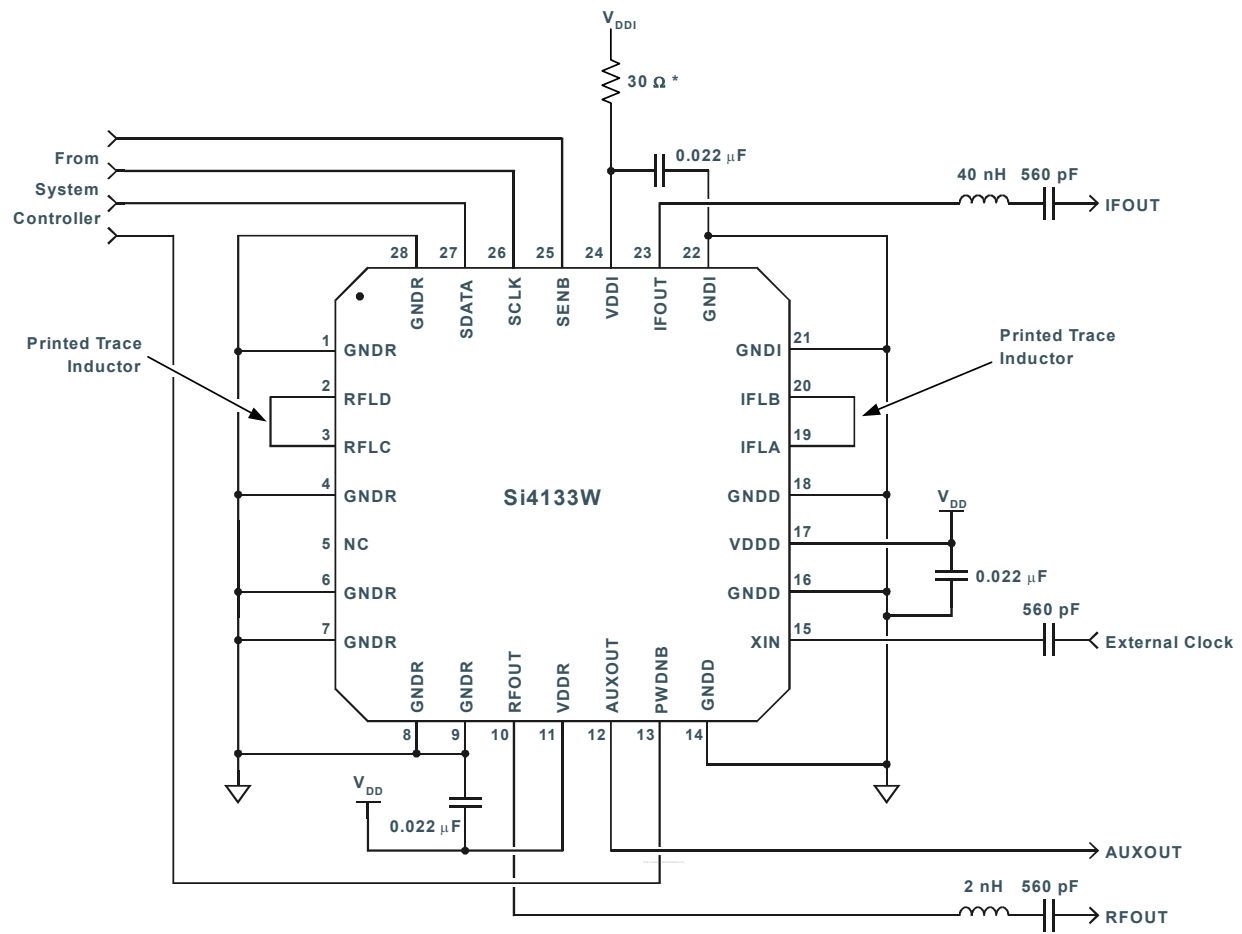 VDDI
30 Ω *
0.022 μF
From
System
Controller
40 nH 560 pF
IFOUT
28 27 26 25 24 23 22
GNDR SDATA SCLK SENB VDDI IFOUT GNDI
Printed Trace
Inductor
Printed Trace
Inductor
1 GNDR
2 RFLD
3 RFLC
4 GNDR
5 NC
6 GNDR
7 GNDR
Si4133W
GNDI 21
IFLB 20
IFLA 19
GNDD 18
VDDD 17
GNDD 16
XIN 15
VDD
0.022 μF
560 pF
External Clock
GNDR GNDR RFOUT VDDR AUXOUT PWDNB GNDD
8 9 10 11 12 13 14
VDD
0.022 μF
AUXOUT
2 nH 560 pF
RFOUT